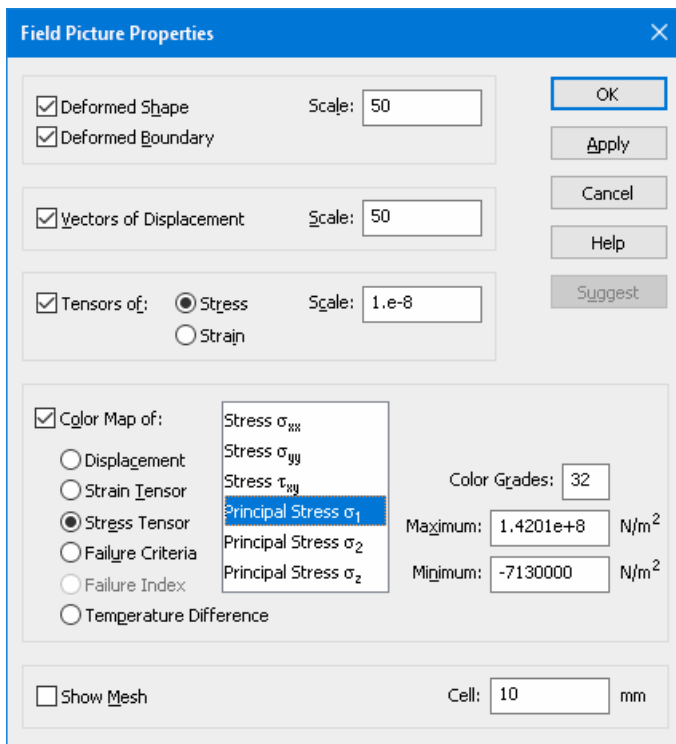 Field Picture Properties
Deformed Shape Scale: 50
Deformed Boundary
Vectors of Displacement Scale: 50
Tensors of: Stress Scale: 1.e-8
Strain
OK
Apply
Cancel
Help
Suggest
Color Map of:
Displacement
Strain Tensor
Stress Tensor
Failure Criteria
Failure Index
Temperature Difference
Stress σxx
Stress σyy
Stress τxy
Principal Stress σ1
Principal Stress σ2
Principal Stress σz
Color Grades: 32
Maximum: 1.4201e+8 N/m²
Minimum: -7130000 N/m²
Show Mesh Cell: 10 mm